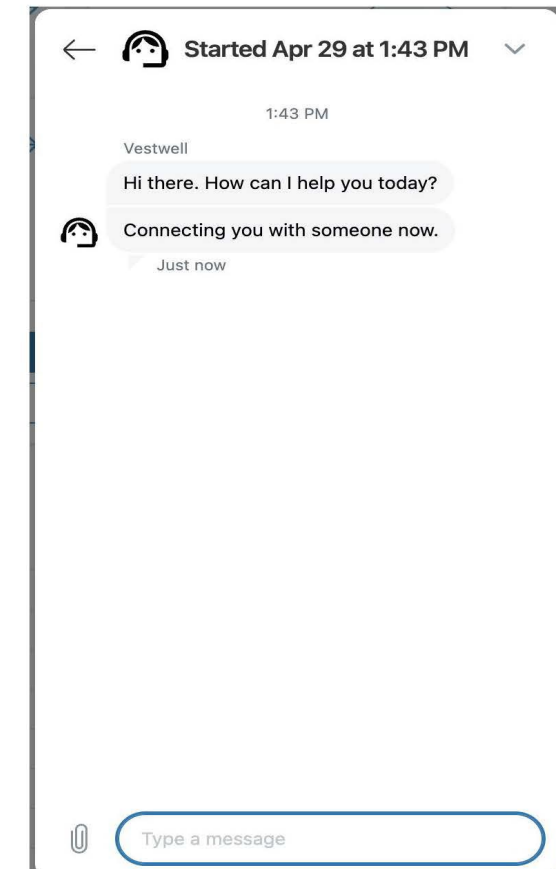 Started Apr 29 at 1:43 PM
1:43 PM
Vestwell
Hi there. How can I help you today?
Connecting you with someone now.
Just now
Type a message